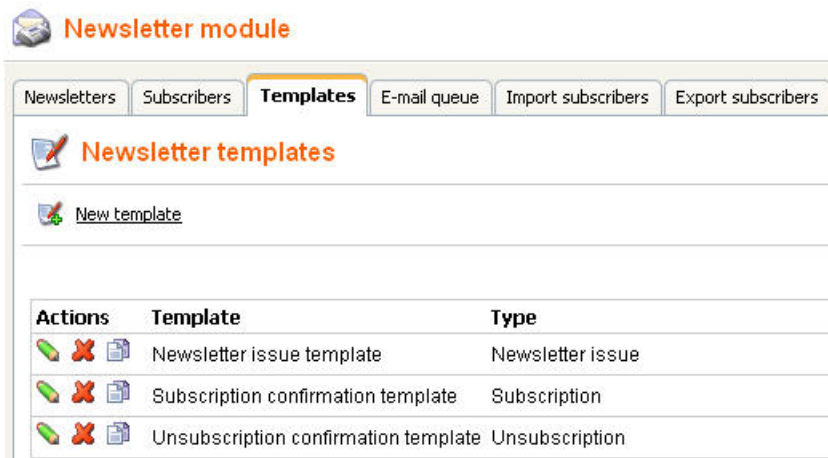 Newsletter module
Newsletters Subscribers Templates E-mail queue Import subscribers Export subscribers
Newsletter templates
New template
Actions Template Type
Newsletter issue template Newsletter issue
Subscription confirmation template Subscription
Unsubscription confirmation template Unsubscription